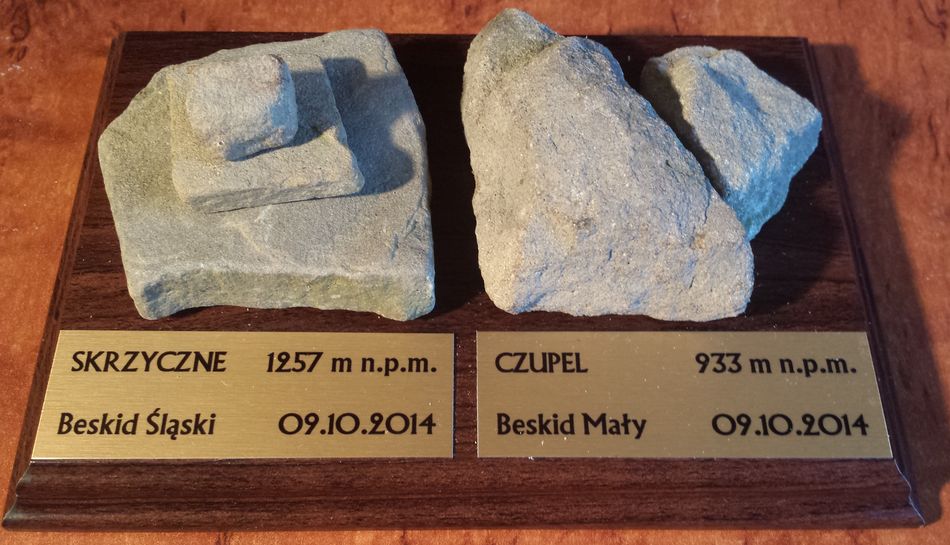 SKRZYCZNE 1257 m n.p.m.
Beskid Śląski 09.10.2014
CZUPEL 933 m n.p.m.
Beskid Mały 09.10.2014